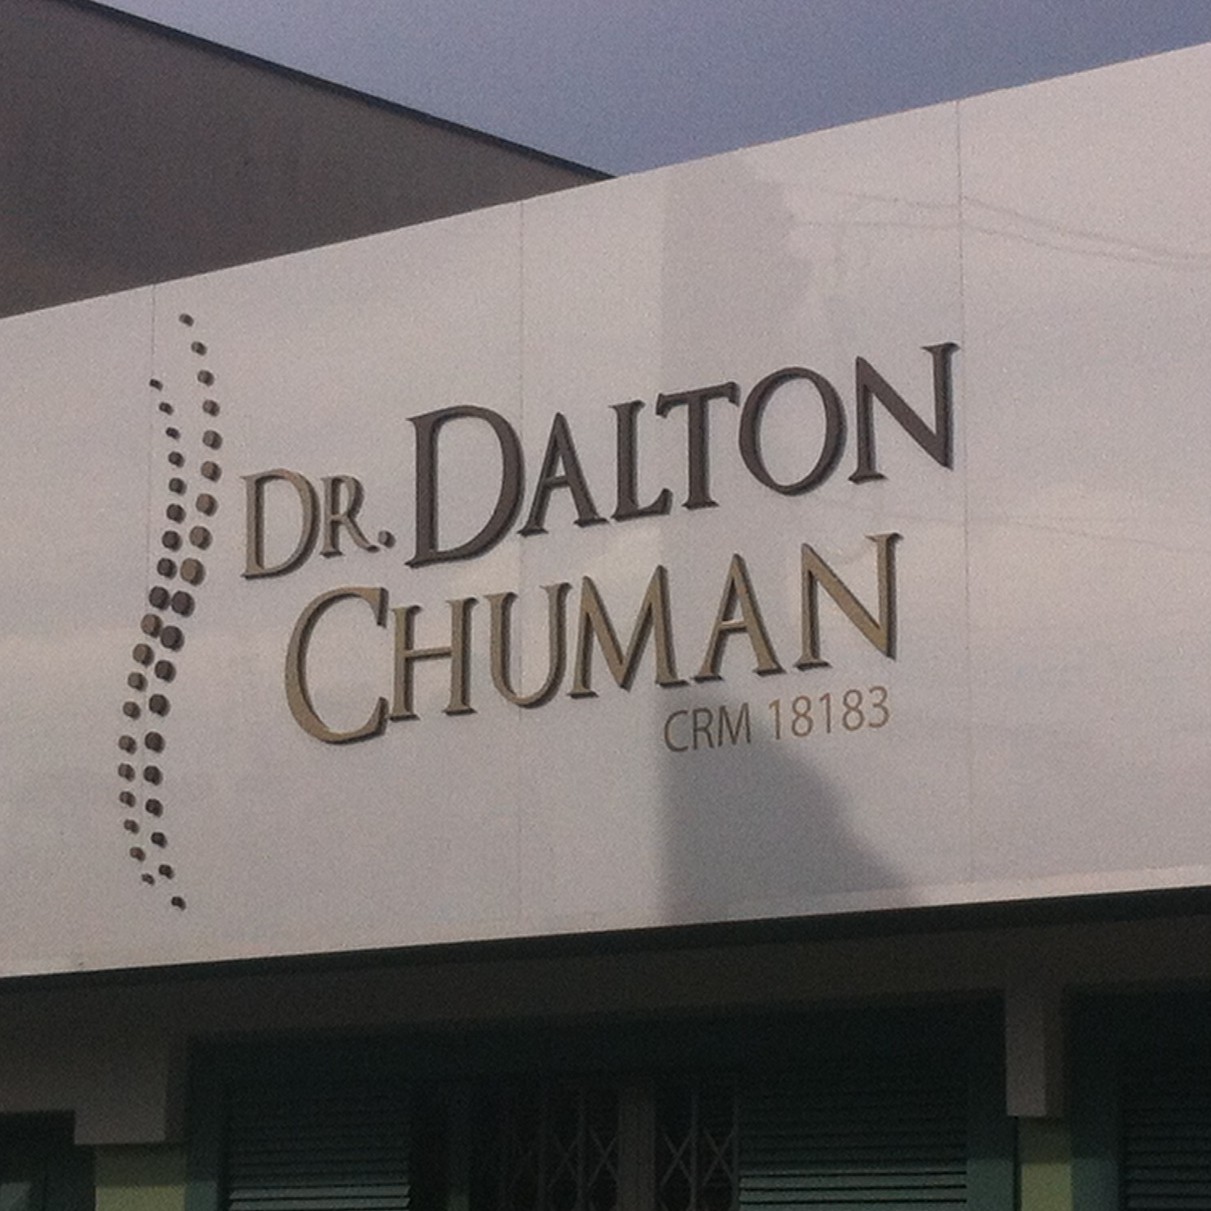 DR. DALTON
CHUMAN
CRM 18183